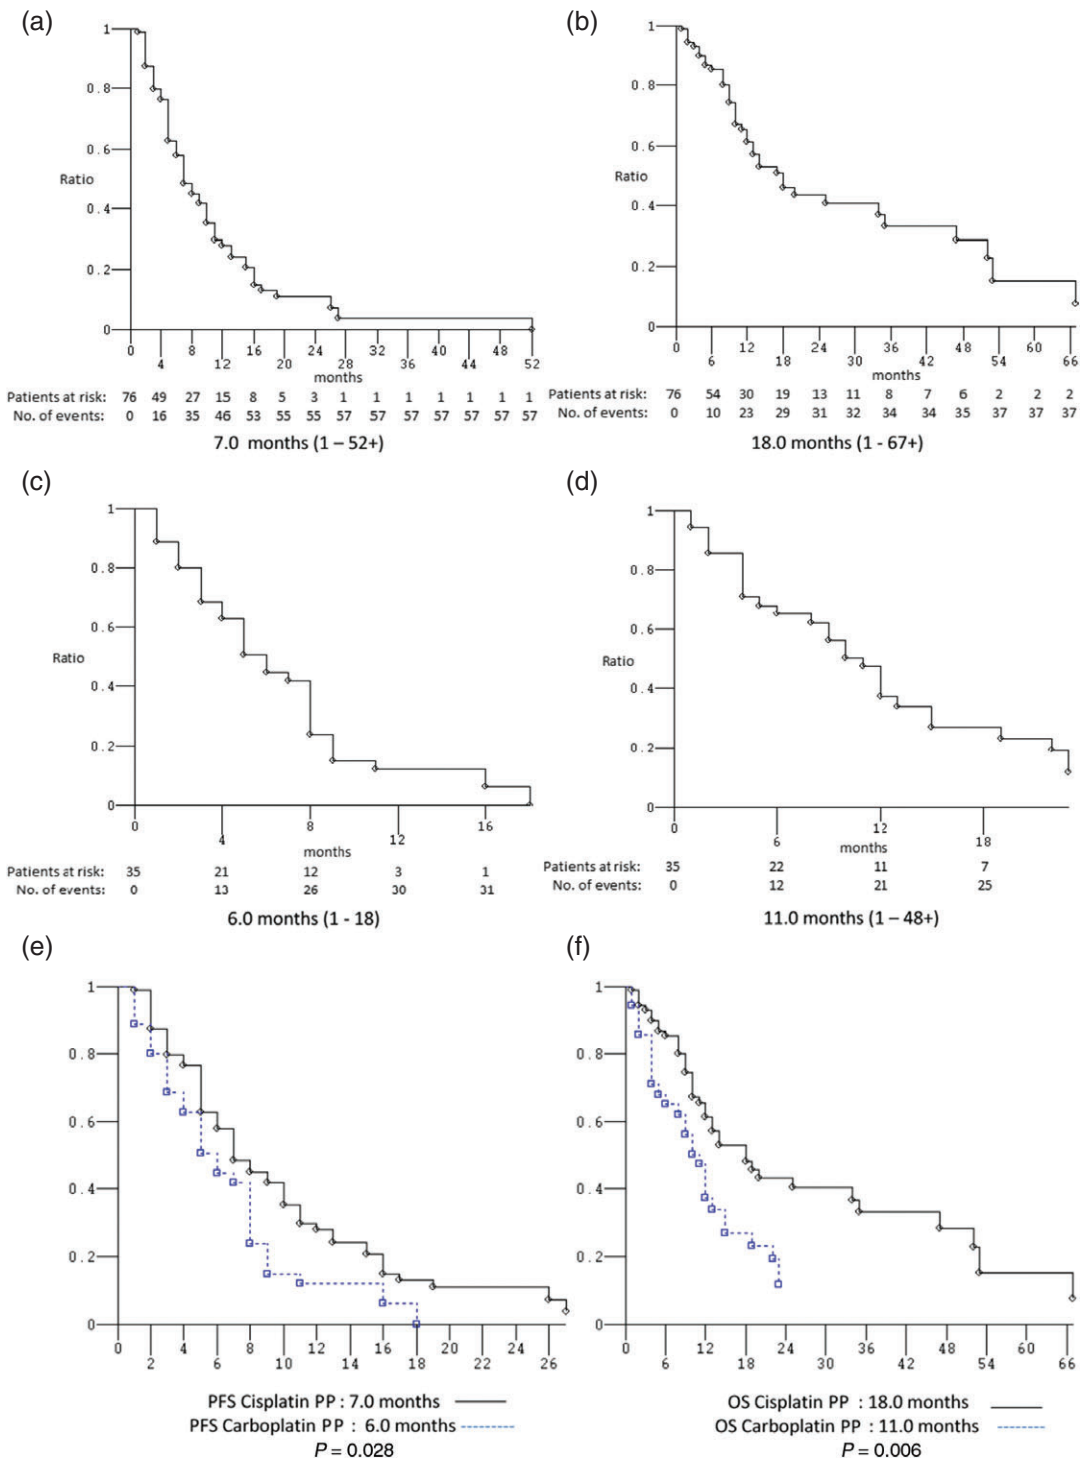 (a)
1
0.8
0.6
Ratio
0.4
0.2
0
0 4 8 12 16 20 24 28 32 36 40 44 48 52
months
Patients at risk: 76 49 27 15 8 5 3 1 1 1 1 1 1 1
No. of events: 0 16 35 46 53 55 55 57 57 57 57 57 57 57
7.0 months (1 – 52+)
(b)
1
0.8
0.6
Ratio
0.4
0.2
0
0 6 12 18 24 30 36 42 48 54 60 66
months
Patients at risk: 76 54 30 19 13 11 8 7 6 2 2 2
No. of events: 0 10 23 29 31 32 34 34 35 37 37 37
18.0 months (1 - 67+)
(c)
1
0.8
0.6
Ratio
0.4
0.2
0
0 4 8 12 16
months
Patients at risk: 35 21 12 3 1
No. of events: 0 13 26 30 31
6.0 months (1 - 18)
(d)
1
0.8
0.6
Ratio
0.4
0.2
0
0 6 12 18
months
Patients at risk: 35 22 11 7
No. of events: 0 12 21 25
11.0 months (1 – 48+)
(e)
1
0.8
0.6
0.4
0.2
0
0 2 4 6 8 10 12 14 16 18 20 22 24 26
PFS Cisplatin PP : 7.0 months
PFS Carboplatin PP : 6.0 months
P = 0.028
(f)
1
0.8
0.6
0.4
0.2
0
0 6 12 18 24 30 36 42 48 54 60 66
OS Cisplatin PP : 18.0 months
OS Carboplatin PP : 11.0 months
P = 0.006